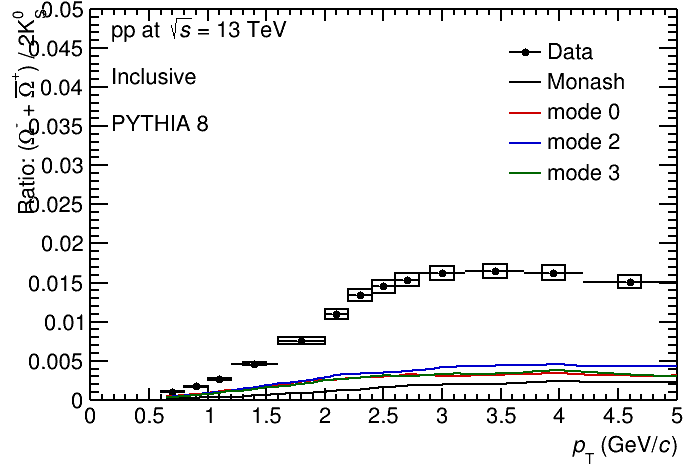 pp at √s = 13 TeV
Inclusive
PYTHIA 8
Data
Monash
mode 0
mode 2
mode 3
Ratio: (Ω⁻ + Ω̅⁺) / 2K⁰_S
0.05
0.045
0.04
0.035
0.03
0.025
0.02
0.015
0.01
0.005
0
0 0.5 1 1.5 2 2.5 3 3.5 4 4.5 5
p_T (GeV/c)